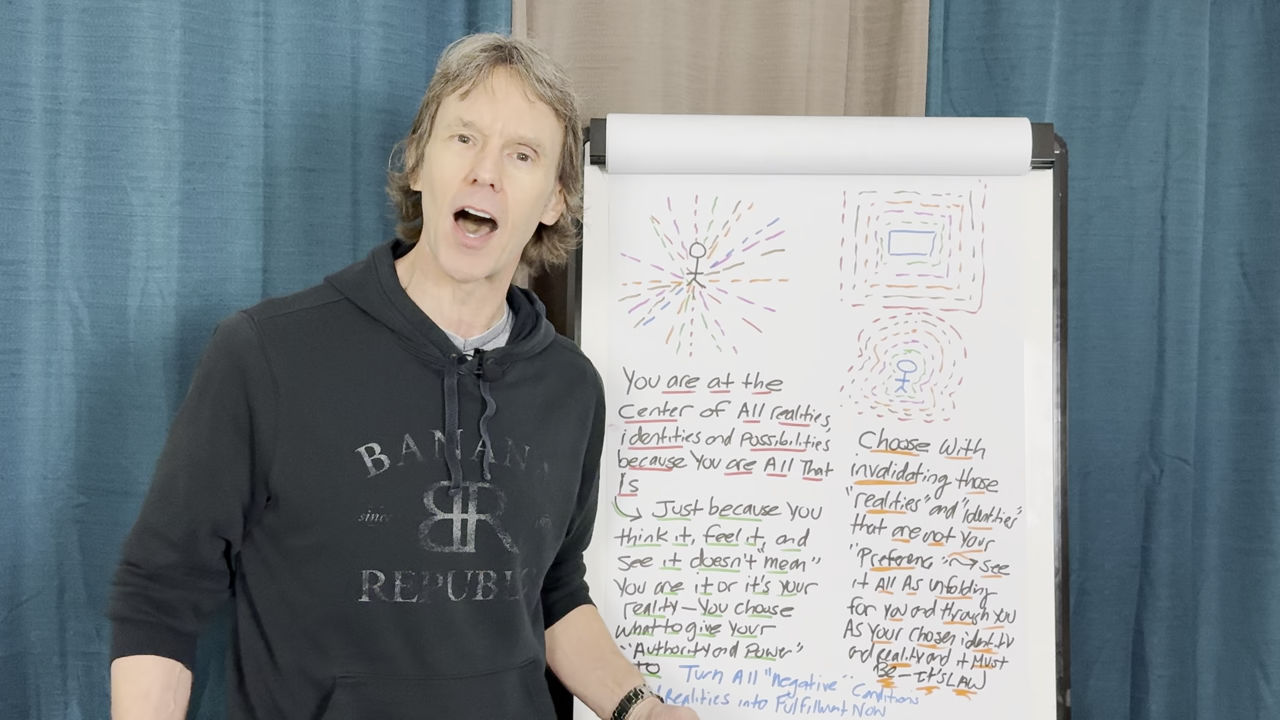 BANANA
since
BR
REPUBLIC
You are at the
Center of All realities,
identities and Possibilities
because You are All That
Is
Just because You
think it, feel it, and
See it doesn't "mean"
You are it or it's your
reality — You choose
what to give Your
"Authority and Power"
to
Choose With
invalidating those
"realities" and "identities"
that are not Your
"Preference" → See
it All As unfolding
for You and through You
As Your chosen identity
and reality and it Must
Be — It's LAW
Turn All "negative" Conditions
Realities into Fulfillment Now